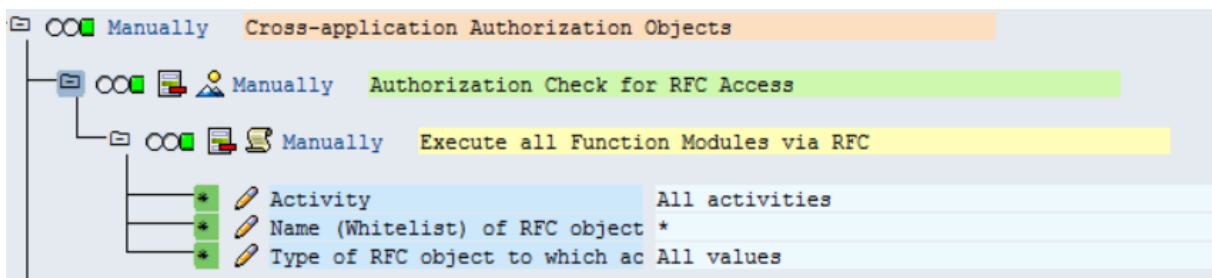 Manually Cross-application Authorization Objects
Manually Authorization Check for RFC Access
Manually Execute all Function Modules via RFC
* Activity All activities
* Name (Whitelist) of RFC object *
* Type of RFC object to which ac All values